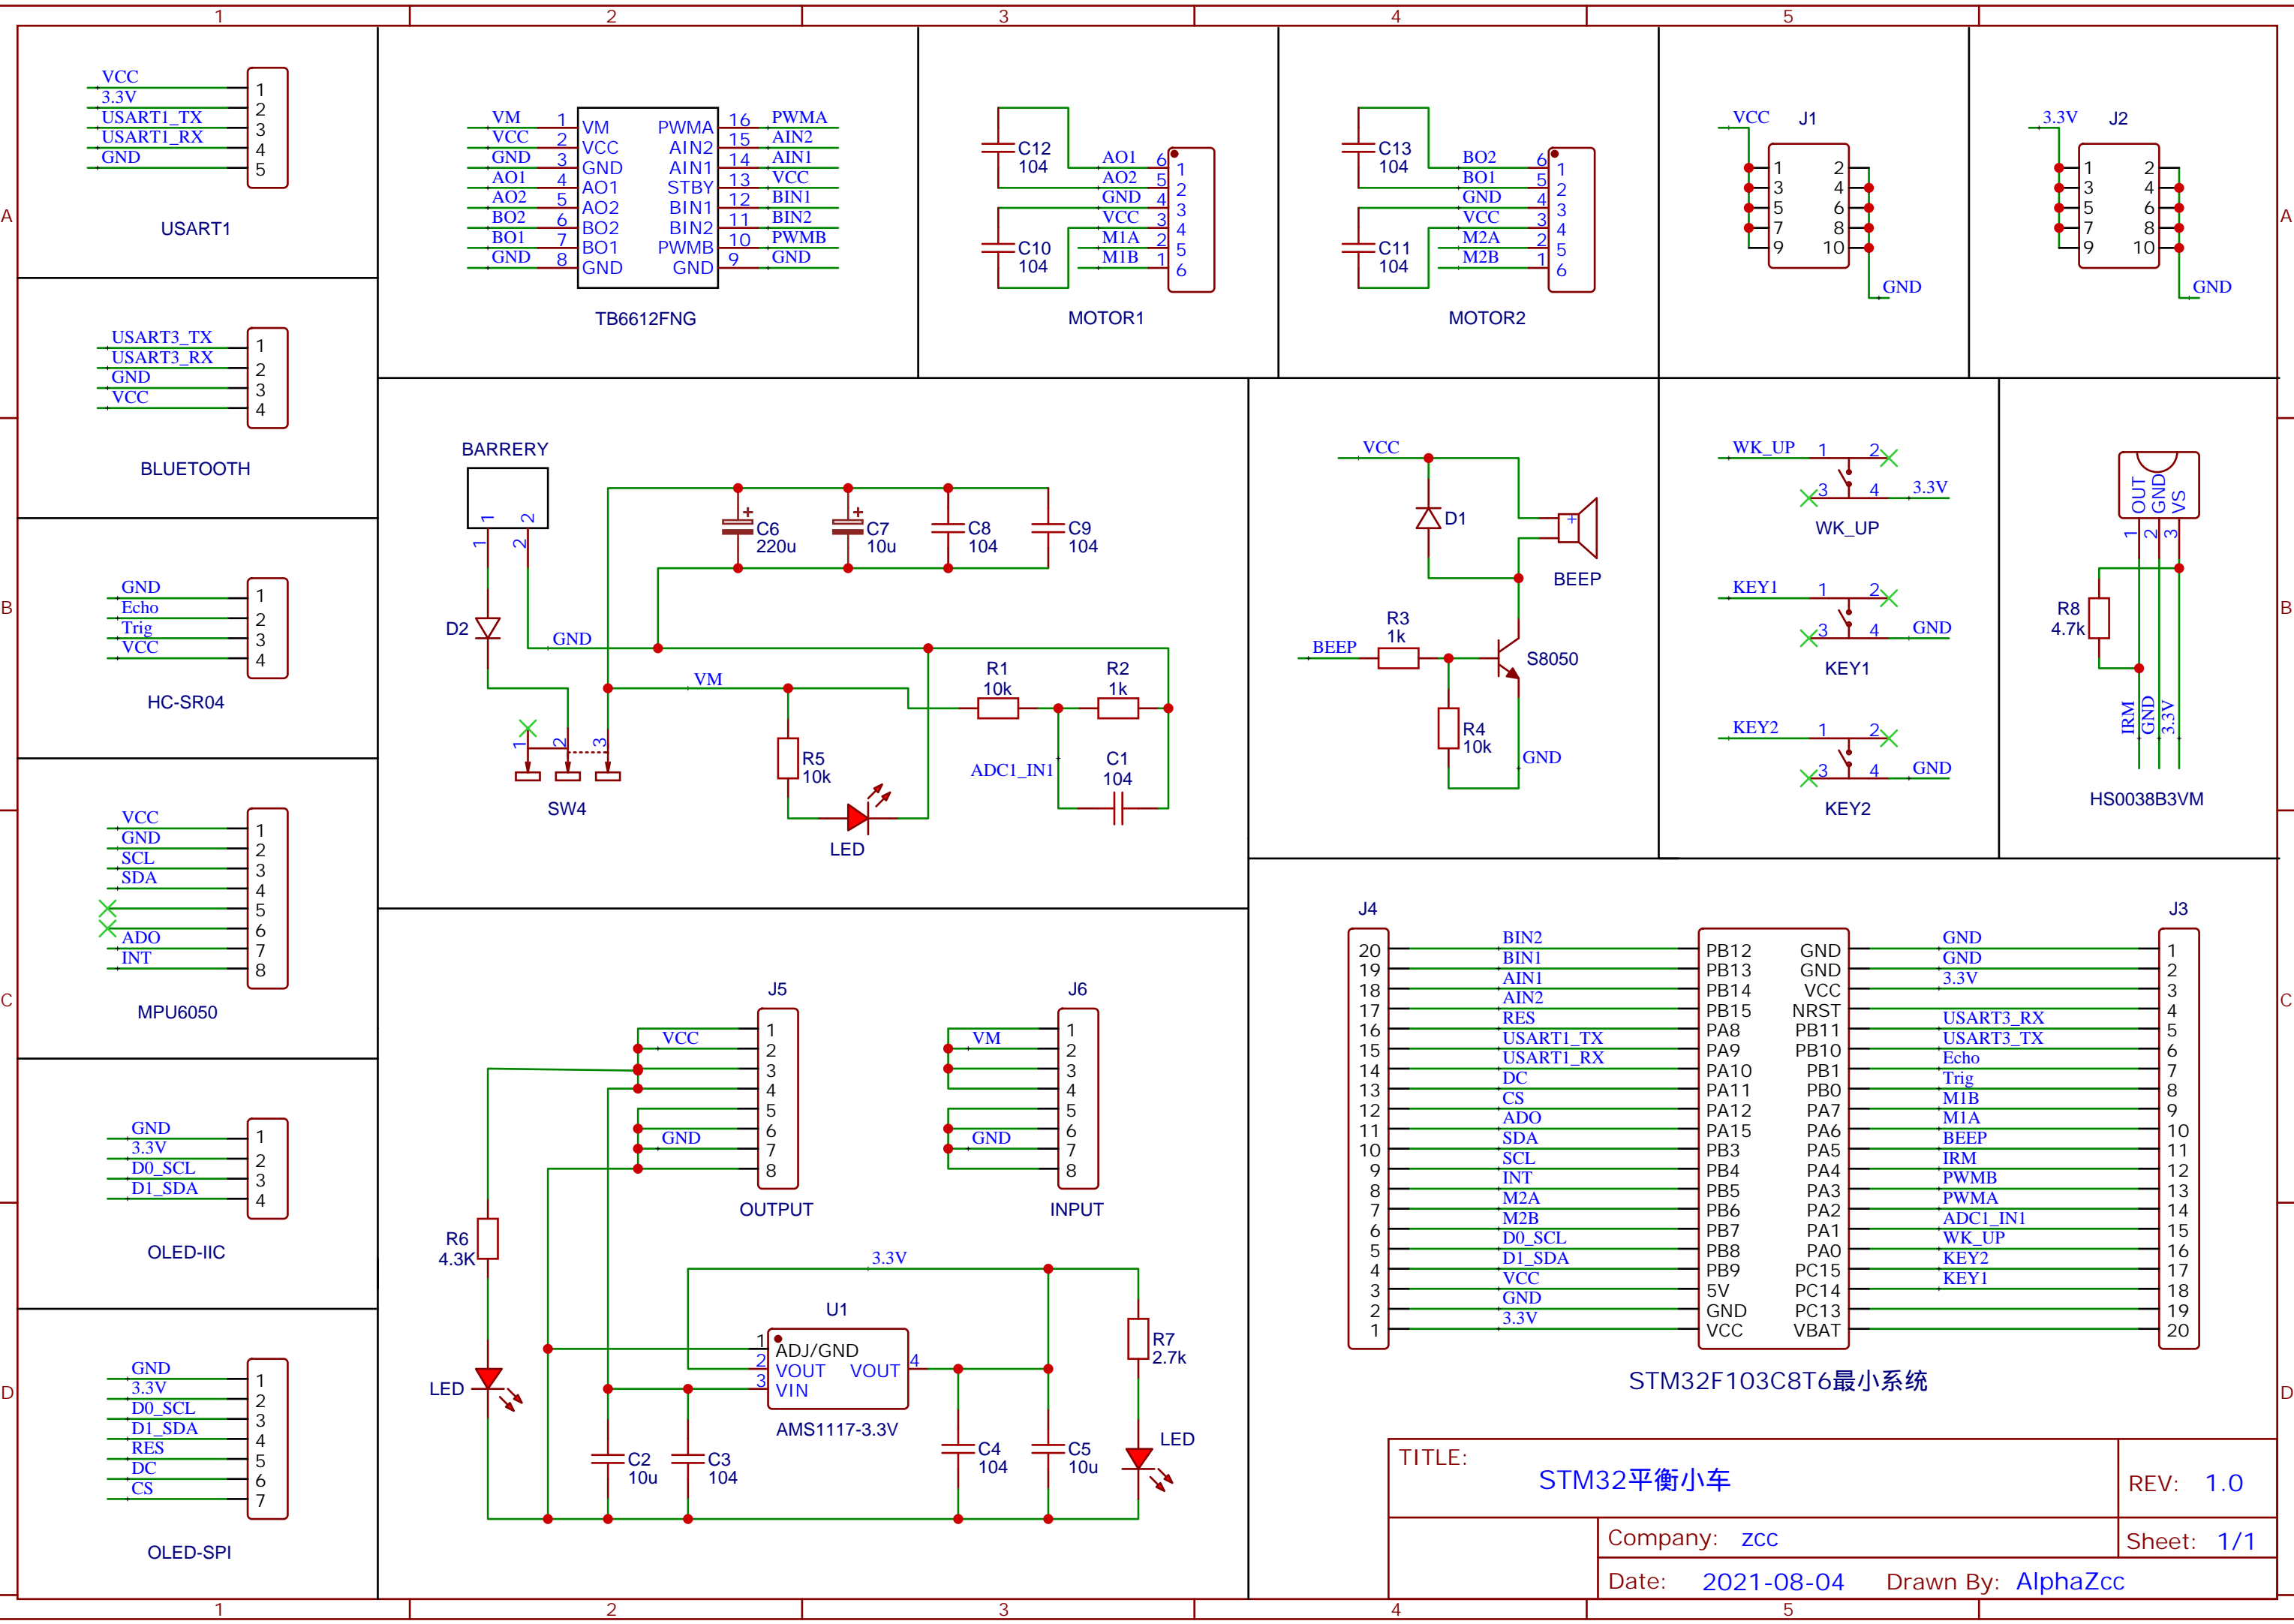 1 2 3 4 5
A
B
C
D
VCC 1
3.3V 2
USART1_TX 3
USART1_RX 4
GND 5
USART1
USART3_TX 1
USART3_RX 2
GND 3
VCC 4
BLUETOOTH
GND 1
Echo 2
Trig 3
VCC 4
HC-SR04
VCC 1
GND 2
SCL 3
SDA 4
5
6
ADO 7
INT 8
MPU6050
GND 1
3.3V 2
D0_SCL 3
D1_SDA 4
OLED-IIC
GND 1
3.3V 2
D0_SCL 3
D1_SDA 4
RES 5
DC 6
CS 7
OLED-SPI
VM 1 VM PWMA 16 PWMA
VCC 2 VCC AIN2 15 AIN2
GND 3 GND AIN1 14 AIN1
AO1 4 AO1 STBY 13 VCC
AO2 5 AO2 BIN1 12 BIN1
BO2 6 BO2 BIN2 11 BIN2
BO1 7 BO1 PWMB 10 PWMB
GND 8 GND GND 9 GND
TB6612FNG
C12
104
C10
104
AO1 6 1
AO2 5 2
GND 4 3
VCC 3 4
M1A 2 5
M1B 1 6
MOTOR1
C13
104
C11
104
BO2 6 1
BO1 5 2
GND 4 3
VCC 3 4
M2A 2 5
M2B 1 6
MOTOR2
VCC J1
1 2
3 4
5 6
7 8
9 10
GND
3.3V J2
1 2
3 4
5 6
7 8
9 10
GND
BARRERY
1 2
1 2
D2
GND
VM
+ C6
220u
+ C7
10u
C8
104
C9
104
R1
10k
R2
1k
R5
10k
ADC1_IN1
C1
104
LED
1 2 3
SW4
VCC
D1
+
BEEP
R3
1k
BEEP
S8050
R4
10k
GND
WK_UP 1 2
3 4 3.3V
WK_UP
KEY1 1 2
3 4 GND
KEY1
KEY2 1 2
3 4 GND
KEY2
OUT GND VS
1 2 3
R8
4.7k
IRM GND 3.3V
HS0038B3VM
J5
1
VCC 2
3
4
5
6
GND 7
8
OUTPUT
J6
1
VM 2
3
4
5
6
GND 7
8
INPUT
R6
4.3K
LED
3.3V
U1
1 ADJ/GND
2 VOUT VOUT 4
3 VIN
AMS1117-3.3V
C2
10u
C3
104
C4
104
C5
10u
R7
2.7k
LED
J4 J3
20 BIN2 PB12 GND GND 1
19 BIN1 PB13 GND GND 2
18 AIN1 PB14 VCC 3.3V 3
17 AIN2 PB15 NRST 4
16 RES PA8 PB11 USART3_RX 5
15 USART1_TX PA9 PB10 USART3_TX 6
14 USART1_RX PA10 PB1 Echo 7
13 DC PA11 PB0 Trig 8
12 CS PA12 PA7 M1B 9
11 ADO PA15 PA6 M1A 10
10 SDA PB3 PA5 BEEP 11
9 SCL PB4 PA4 IRM 12
8 INT PB5 PA3 PWMB 13
7 M2A PB6 PA2 PWMA 14
6 M2B PB7 PA1 ADC1_IN1 15
5 D0_SCL PB8 PA0 WK_UP 16
4 D1_SDA PB9 PC15 KEY2 17
3 VCC 5V PC14 KEY1 18
2 GND GND PC13 19
1 3.3V VCC VBAT 20
STM32F103C8T6最小系统
TITLE:
STM32平衡小车
REV: 1.0
Company: zcc
Sheet: 1/1
Date: 2021-08-04 Drawn By: AlphaZcc
A
B
C
D
1 2 3 4 5